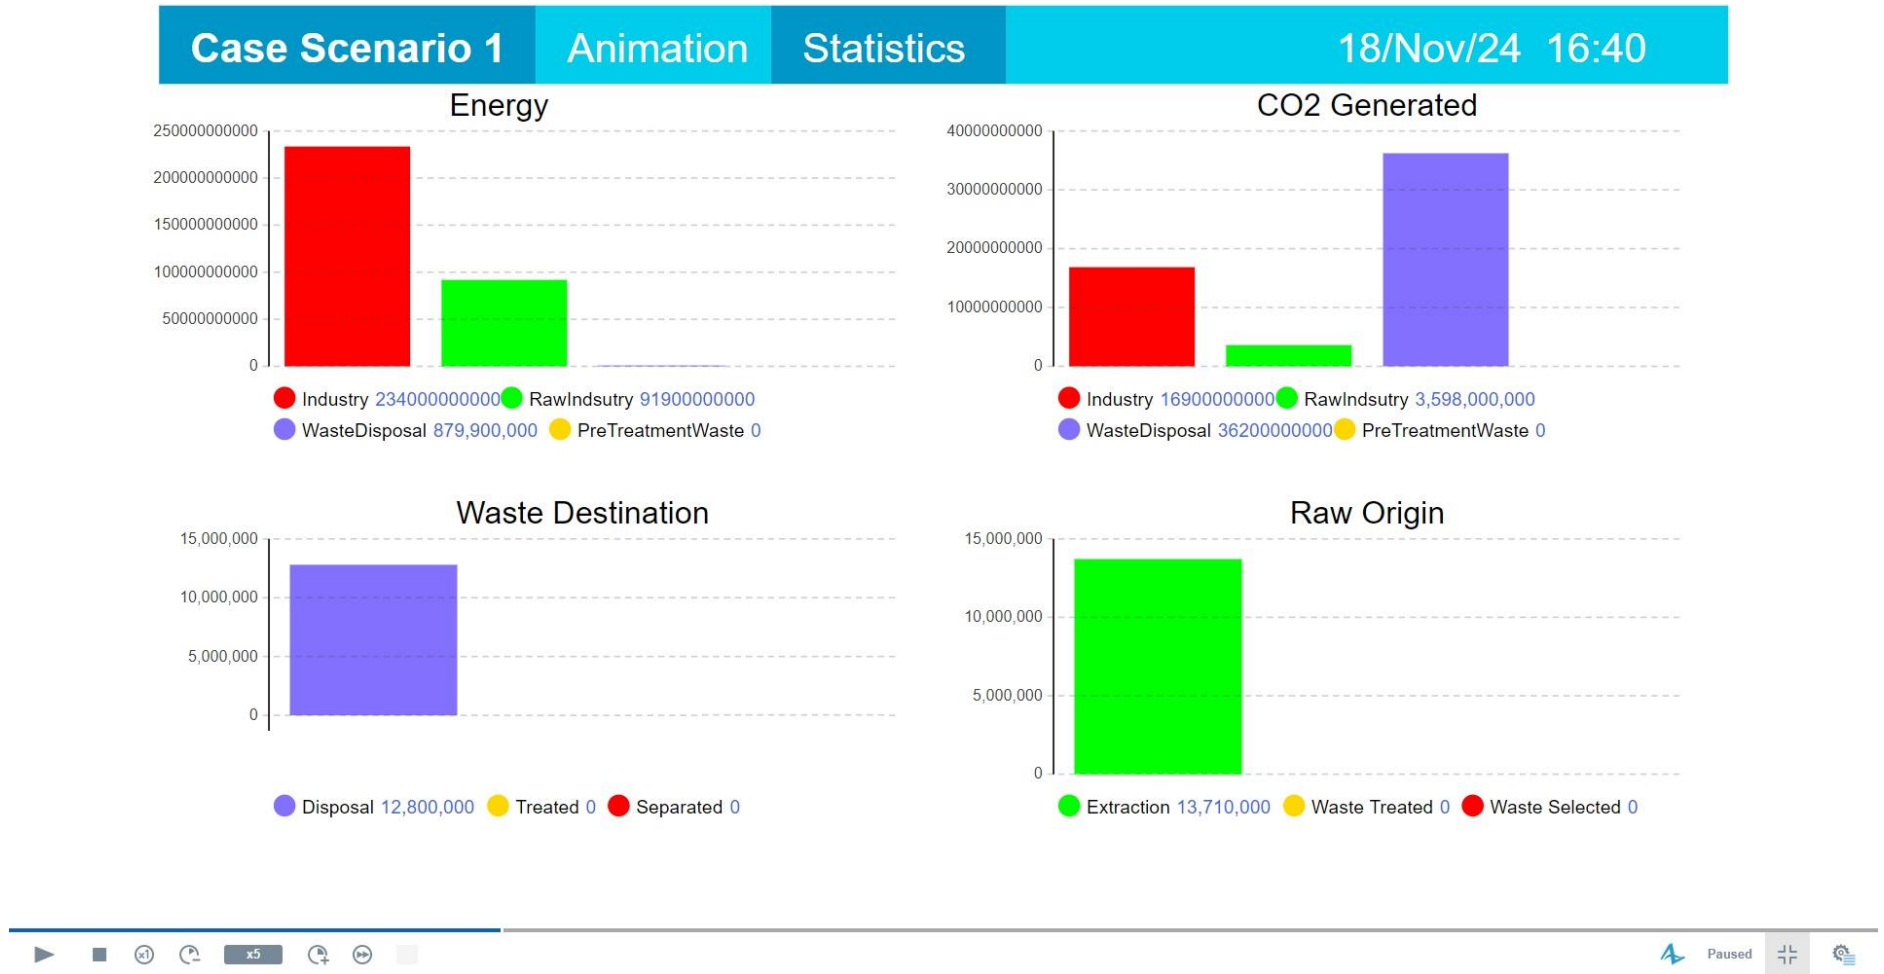 Case Scenario 1 Animation Statistics 18/Nov/24 16:40
Energy
250000000000
200000000000
150000000000
100000000000
50000000000
0
Industry 234000000000 RawIndsutry 91900000000
WasteDisposal 879,900,000 PreTreatmentWaste 0
CO2 Generated
40000000000
30000000000
20000000000
10000000000
0
Industry 16900000000 RawIndsutry 3,598,000,000
WasteDisposal 36200000000 PreTreatmentWaste 0
Waste Destination
15,000,000
10,000,000
5,000,000
0
Disposal 12,800,000 Treated 0 Separated 0
Raw Origin
15,000,000
10,000,000
5,000,000
0
Extraction 13,710,000 Waste Treated 0 Waste Selected 0
x1 x5 Paused